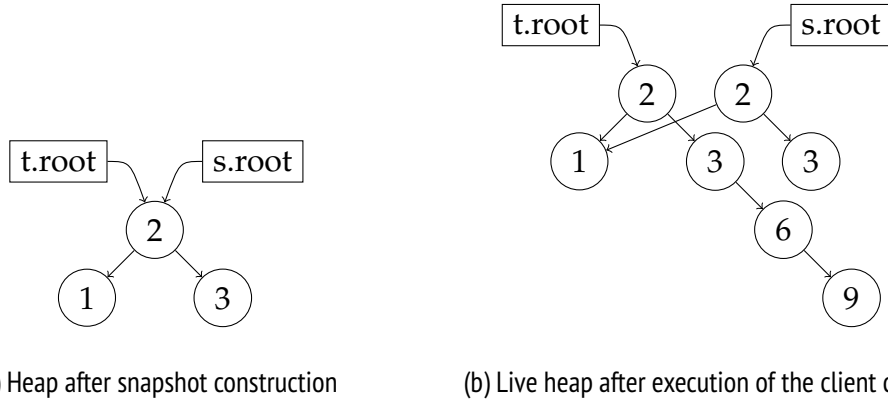 t.root
s.root
2
1
3
t.root
s.root
2
2
1
3
3
6
9
) Heap after snapshot construction
(b) Live heap after execution of the client